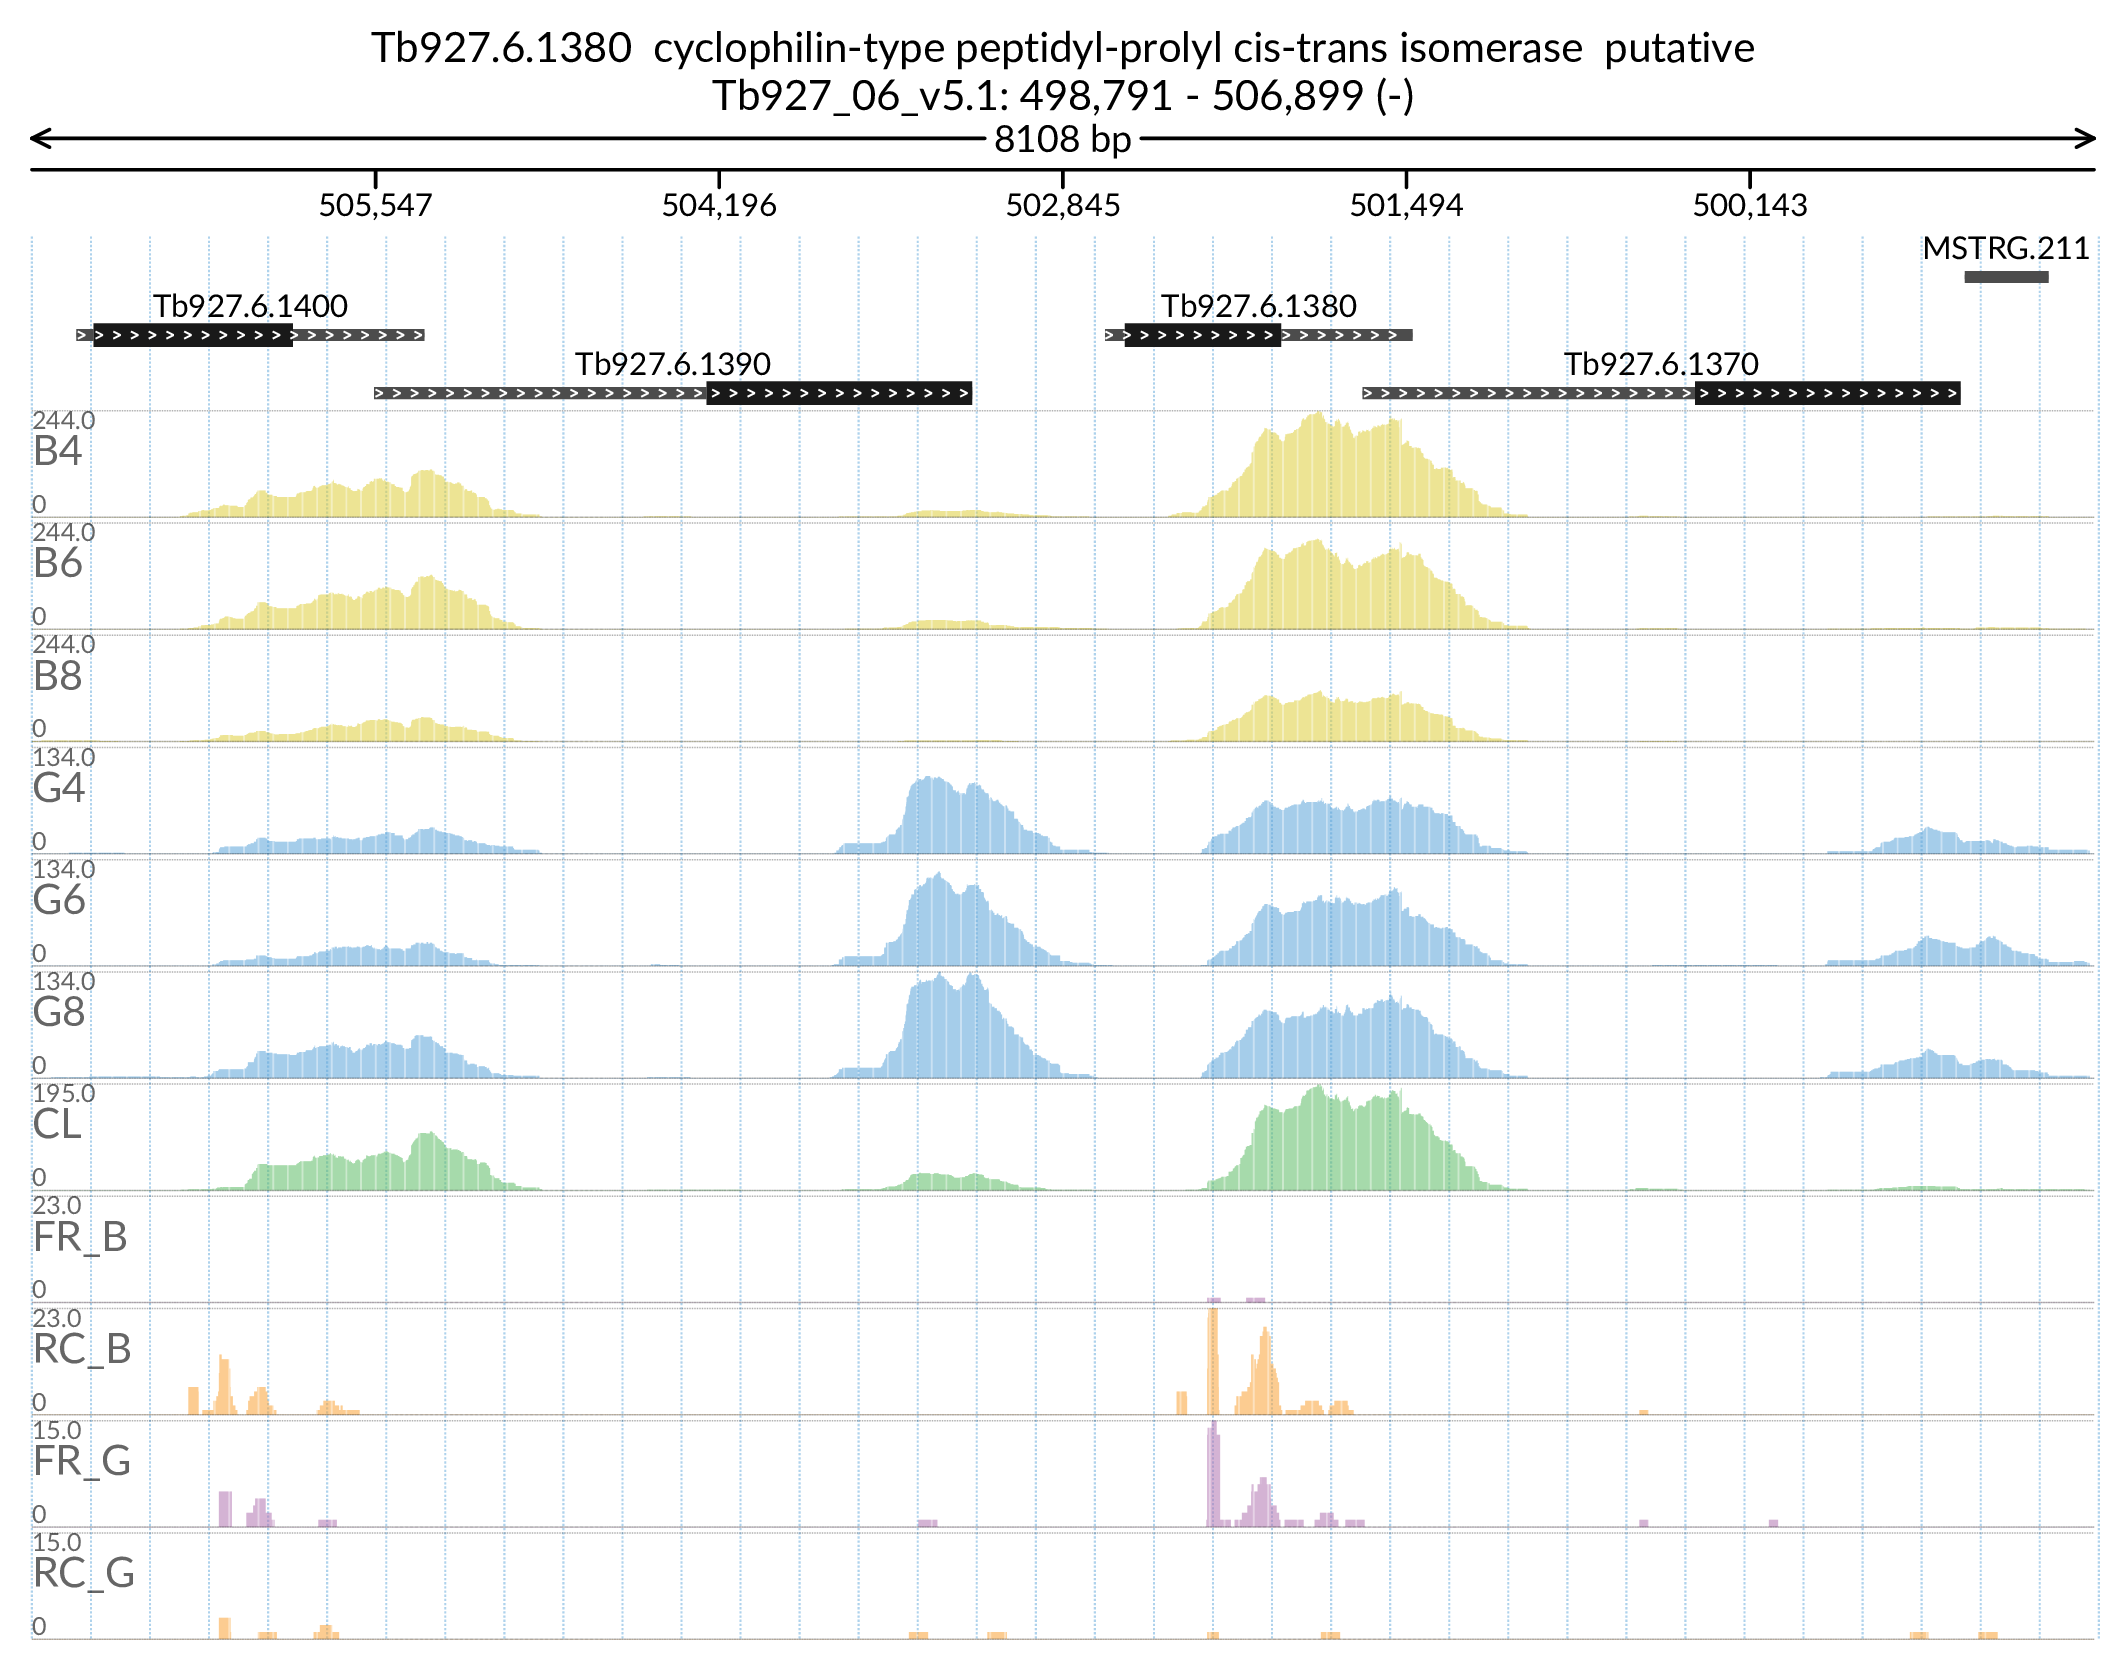 Tb927.6.1380 cyclophilin-type peptidyl-prolyl cis-trans isomerase putative
Tb927_06_v5.1: 498,791 - 506,899 (-)
8108 bp
505,547 504,196 502,845 501,494 500,143
MSTRG.211
Tb927.6.1400 Tb927.6.1380
Tb927.6.1390 Tb927.6.1370
244.0
B4
0
244.0
B6
0
244.0
B8
0
134.0
G4
0
134.0
G6
0
134.0
G8
0
195.0
CL
0
23.0
FR_B
0
23.0
RC_B
0
15.0
FR_G
0
15.0
RC_G
0